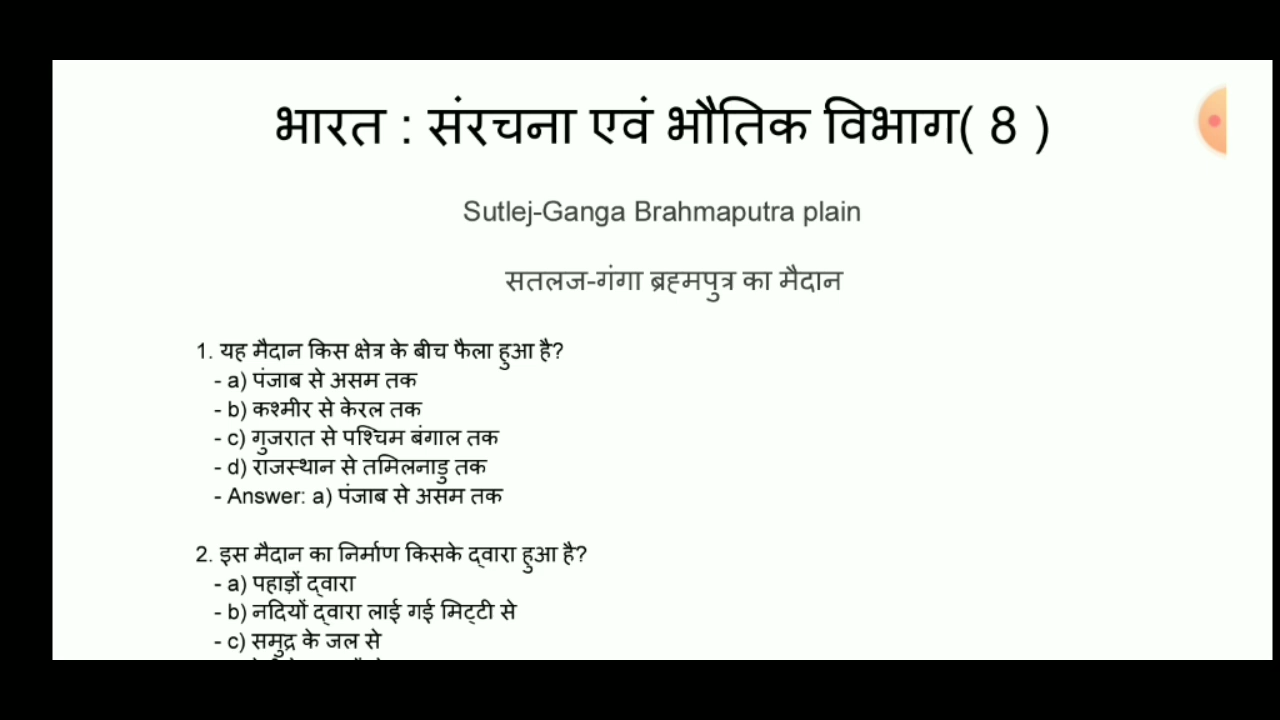 भारत : संरचना एवं भौतिक विभाग( 8 )
Sutlej-Ganga Brahmaputra plain
सतलज-गंगा ब्रह्मपुत्र का मैदान
1. यह मैदान किस क्षेत्र के बीच फैला हुआ है?
- a) पंजाब से असम तक
- b) कश्मीर से केरल तक
- c) गुजरात से पश्चिम बंगाल तक
- d) राजस्थान से तमिलनाडु तक
- Answer: a) पंजाब से असम तक
2. इस मैदान का निर्माण किसके द्वारा हुआ है?
- a) पहाड़ों द्वारा
- b) नदियों द्वारा लाई गई मिट्टी से
- c) समुद्र के जल से